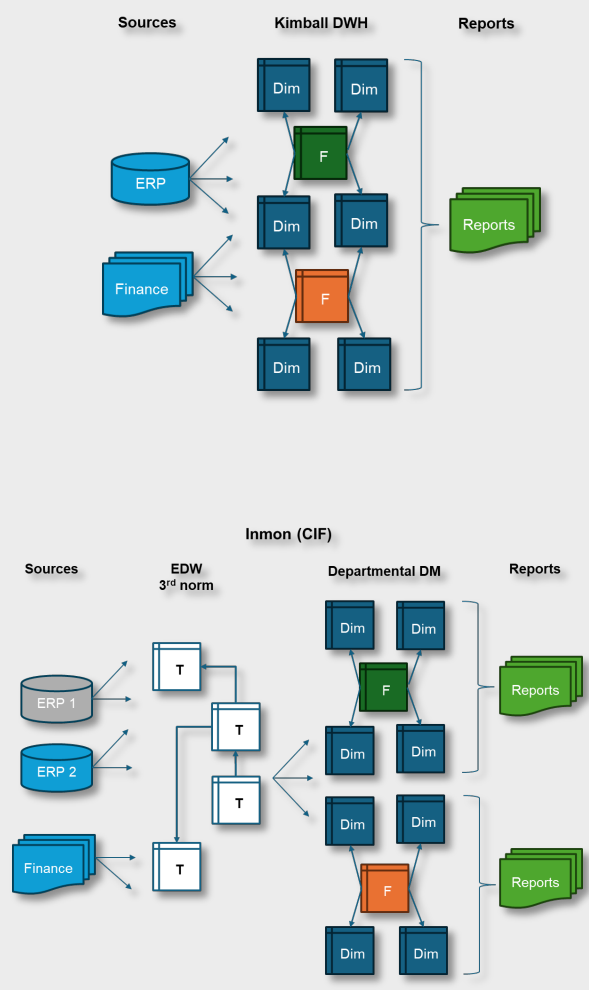 Sources
Kimball DWH
Reports
Dim
Dim
F
ERP
Dim
Dim
Reports
Finance
F
Dim
Dim
Inmon (CIF)
Sources
EDW
3rd norm
Departmental DM
Reports
Dim
Dim
T
ERP 1
F
Reports
T
ERP 2
Dim
Dim
T
Dim
Dim
Finance
T
F
Reports
Dim
Dim